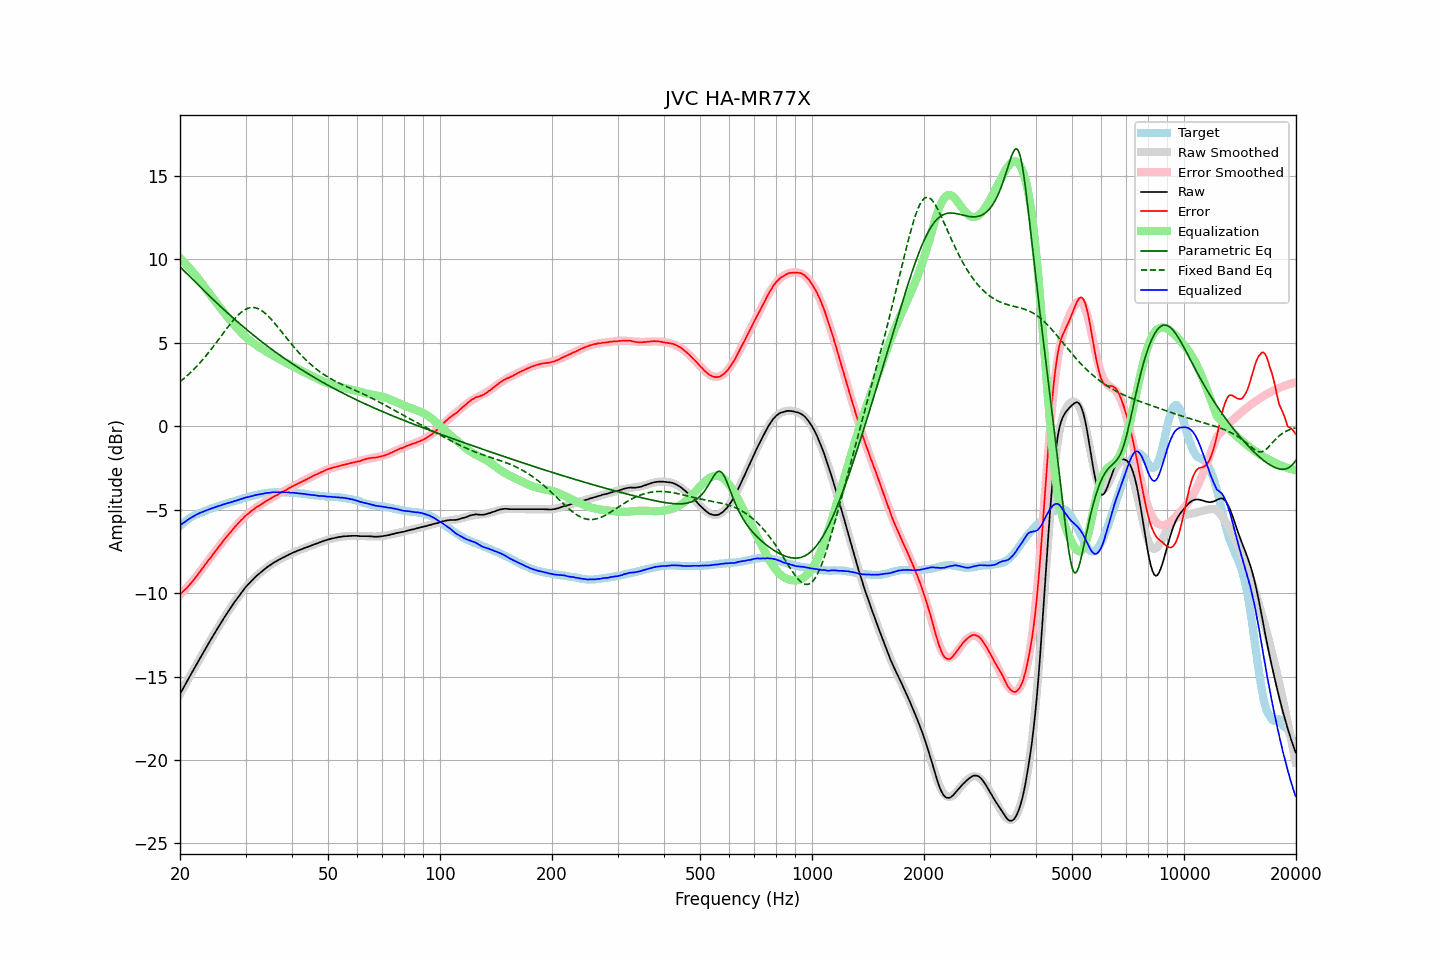 JVC HA-MR77X
Target
Raw Smoothed
Error Smoothed
Raw
Error
Equalization
Parametric Eq
Fixed Band Eq
Equalized
15
10
5
0
−5
−10
−15
−20
−25
Amplitude (dBr)
20 50 100 200 500 1000 2000 5000 10000 20000
Frequency (Hz)